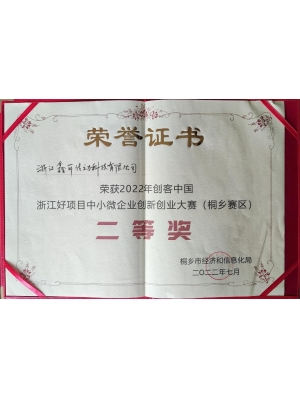 荣誉证书
浙江鑫可传动科技有限公司
荣获2022年创客中国
浙江好项目中小微企业创新创业大赛（桐乡赛区）
二等奖
桐乡市经济和信息化局
二〇二二年七月